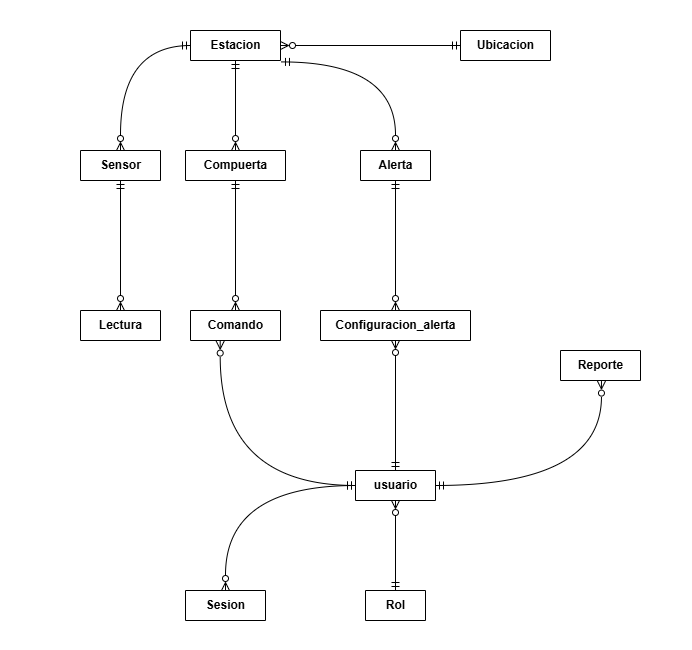 Estacion
Ubicacion
Sensor
Compuerta
Alerta
Lectura
Comando
Configuracion_alerta
Reporte
usuario
Sesion
Rol